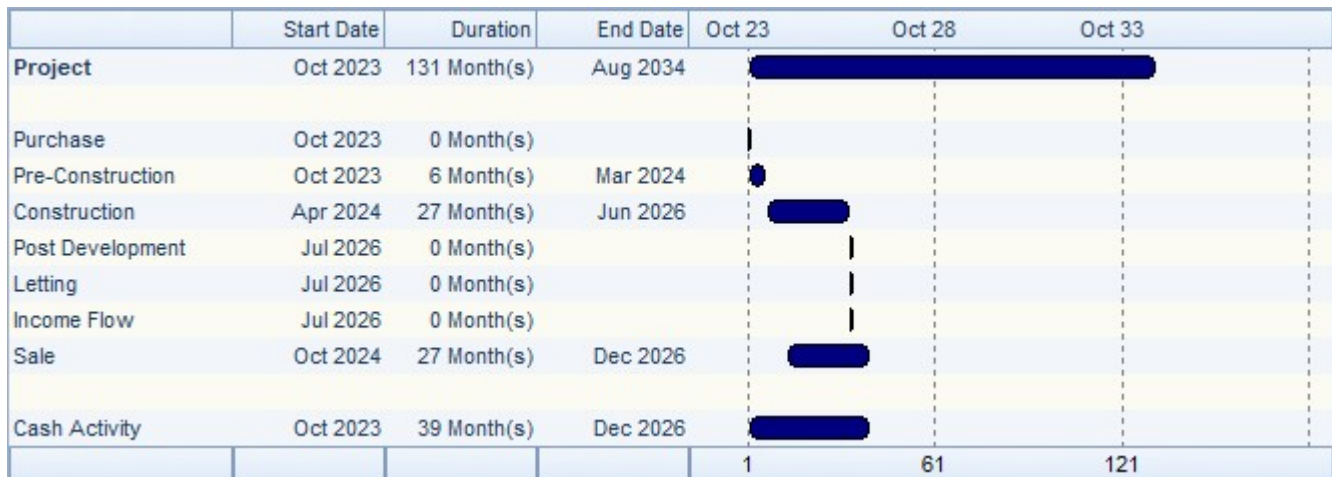 Start Date Duration End Date Oct 23 Oct 28 Oct 33
Project Oct 2023 131 Month(s) Aug 2034
Purchase Oct 2023 0 Month(s)
Pre-Construction Oct 2023 6 Month(s) Mar 2024
Construction Apr 2024 27 Month(s) Jun 2026
Post Development Jul 2026 0 Month(s)
Letting Jul 2026 0 Month(s)
Income Flow Jul 2026 0 Month(s)
Sale Oct 2024 27 Month(s) Dec 2026
Cash Activity Oct 2023 39 Month(s) Dec 2026
1 61 121